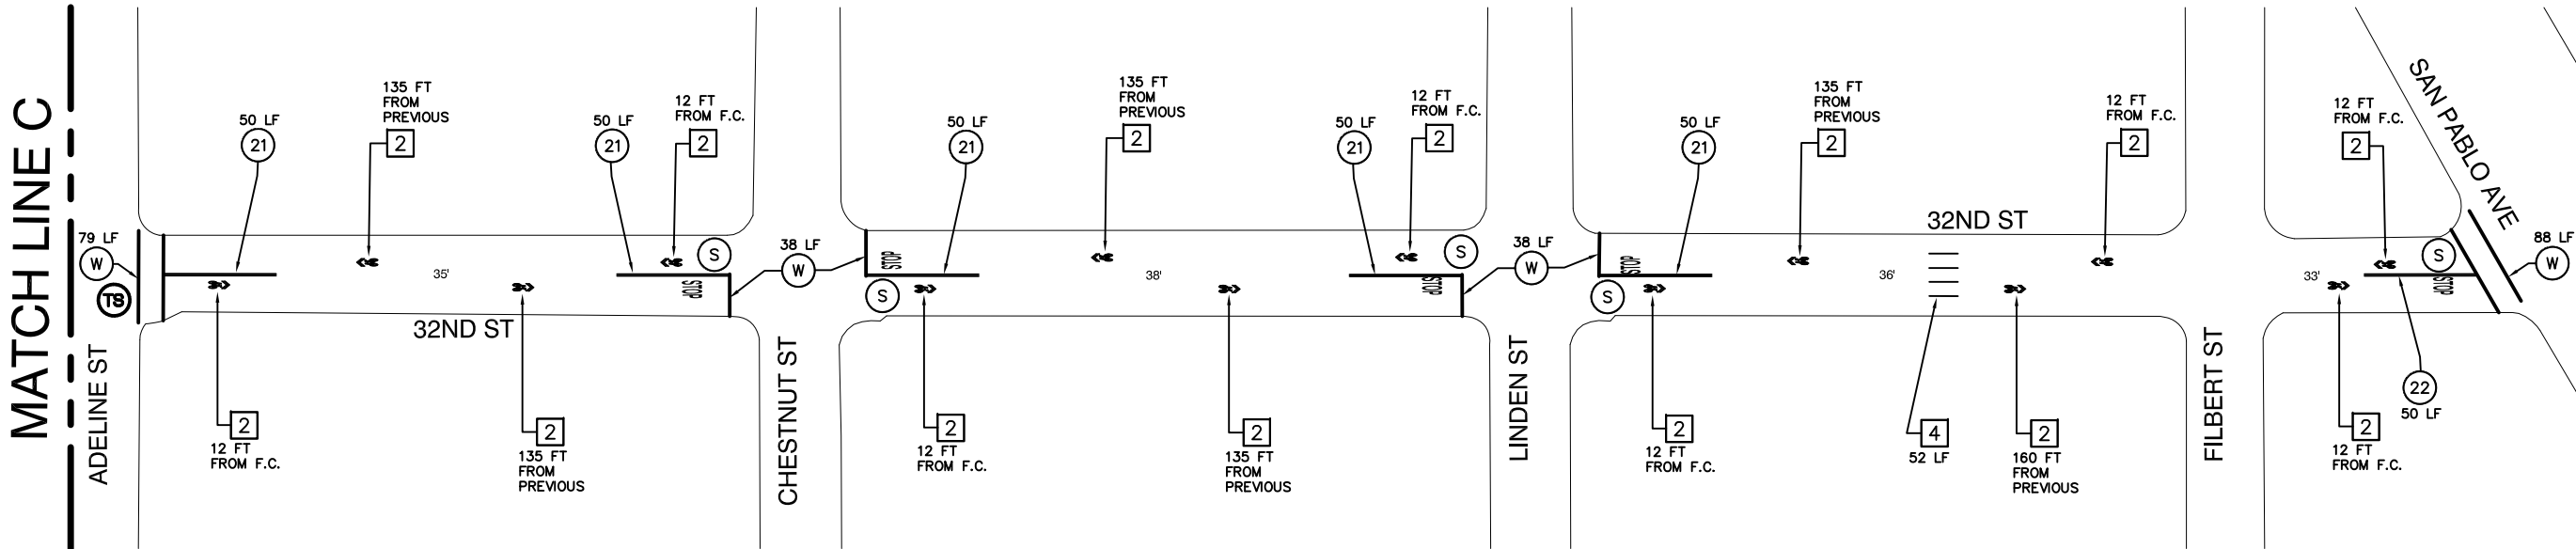 MATCH LINE C
ADELINE ST
79 LF
W
TS
50 LF
21
135 FT
FROM
PREVIOUS
2
50 LF
21
12 FT
FROM F.C.
2
S
35'
STOP
32ND ST
2
12 FT
FROM F.C.
2
135 FT
FROM
PREVIOUS
CHESTNUT ST
38 LF
W
STOP
S
50 LF
21
135 FT
FROM
PREVIOUS
2
50 LF
21
12 FT
FROM F.C.
2
S
38'
STOP
2
12 FT
FROM F.C.
2
135 FT
FROM
PREVIOUS
LINDEN ST
38 LF
W
STOP
S
50 LF
21
135 FT
FROM
PREVIOUS
2
12 FT
FROM F.C.
2
32ND ST
36'
2
12 FT
FROM F.C.
4
52 LF
2
160 FT
FROM
PREVIOUS
FILBERT ST
12 FT
FROM F.C.
2
SAN PABLO AVE
S
88 LF
W
33'
STOP
2
12 FT
FROM F.C.
22
50 LF